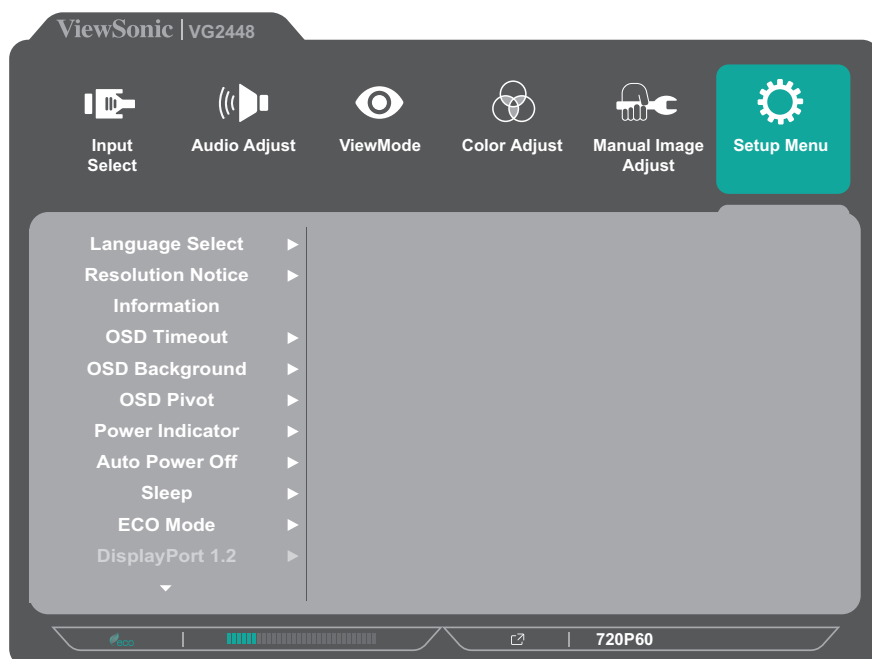 ViewSonic | VG2448
Input
Select
Audio Adjust
ViewMode
Color Adjust
Manual Image
Adjust
Setup Menu
Language Select
Resolution Notice
Information
OSD Timeout
OSD Background
OSD Pivot
Power Indicator
Auto Power Off
Sleep
ECO Mode
DisplayPort 1.2
eco
720P60